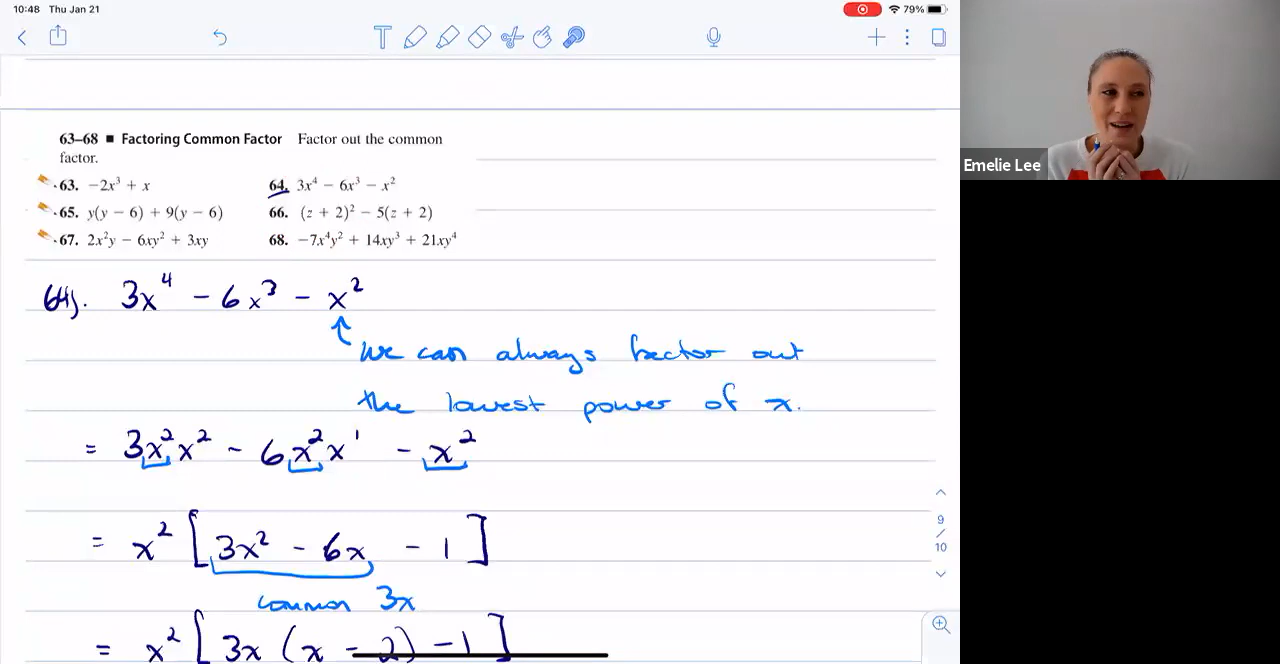 10:48 Thu Jan 21
79%
63–68 ■ Factoring Common Factor Factor out the common
factor.
63. −2x³ + x
64. 3x⁴ − 6x³ − x²
65. y(y − 6) + 9(y − 6)
66. (z + 2)² − 5(z + 2)
67. 2x²y − 6xy² + 3xy
68. −7x⁴y² + 14xy³ + 21xy⁴
64). 3x⁴ − 6x³ − x²
we can always factor out
the lowest power of x.
= 3x²x² − 6x²x¹ − x²
= x² [3x² − 6x − 1]
common 3x
= x² [3x (x − 2) − 1]
9
/
10
T
Emelie Lee